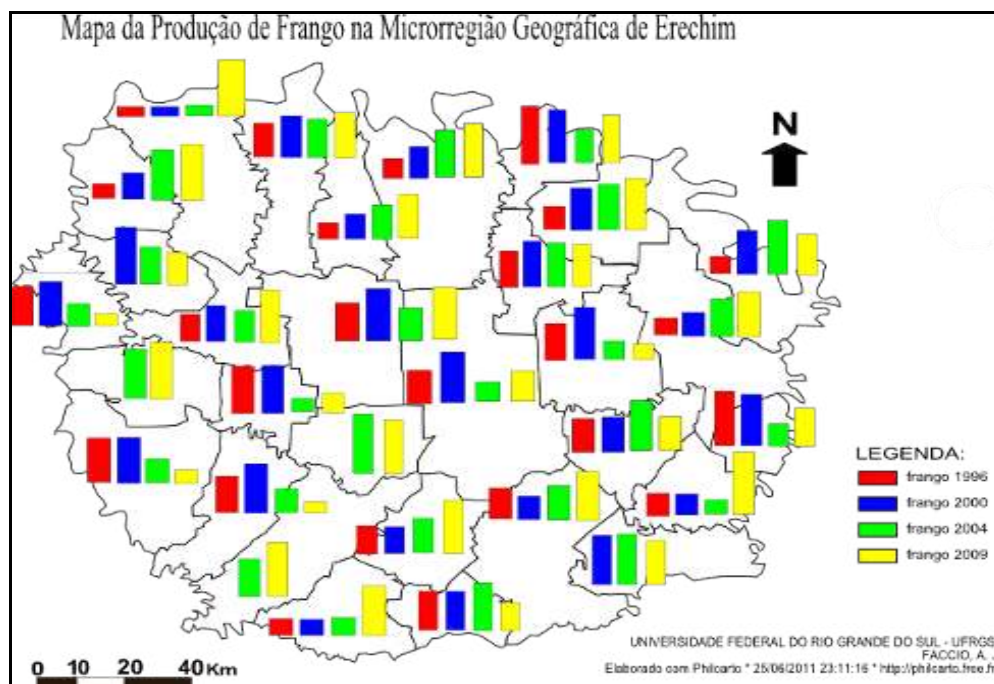 Mapa da Produção de Frango na Microrregião Geográfica de Erechim
N
LEGENDA:
frango 1996
frango 2000
frango 2004
frango 2009
UNIVERSIDADE FEDERAL DO RIO GRANDE DO SUL - UFRGS
FACCIO, A. .
Elaborado com Philcarto * 25/06/2011 23:11:16 * http://philcarto.free.fr
0 10 20 40 Km